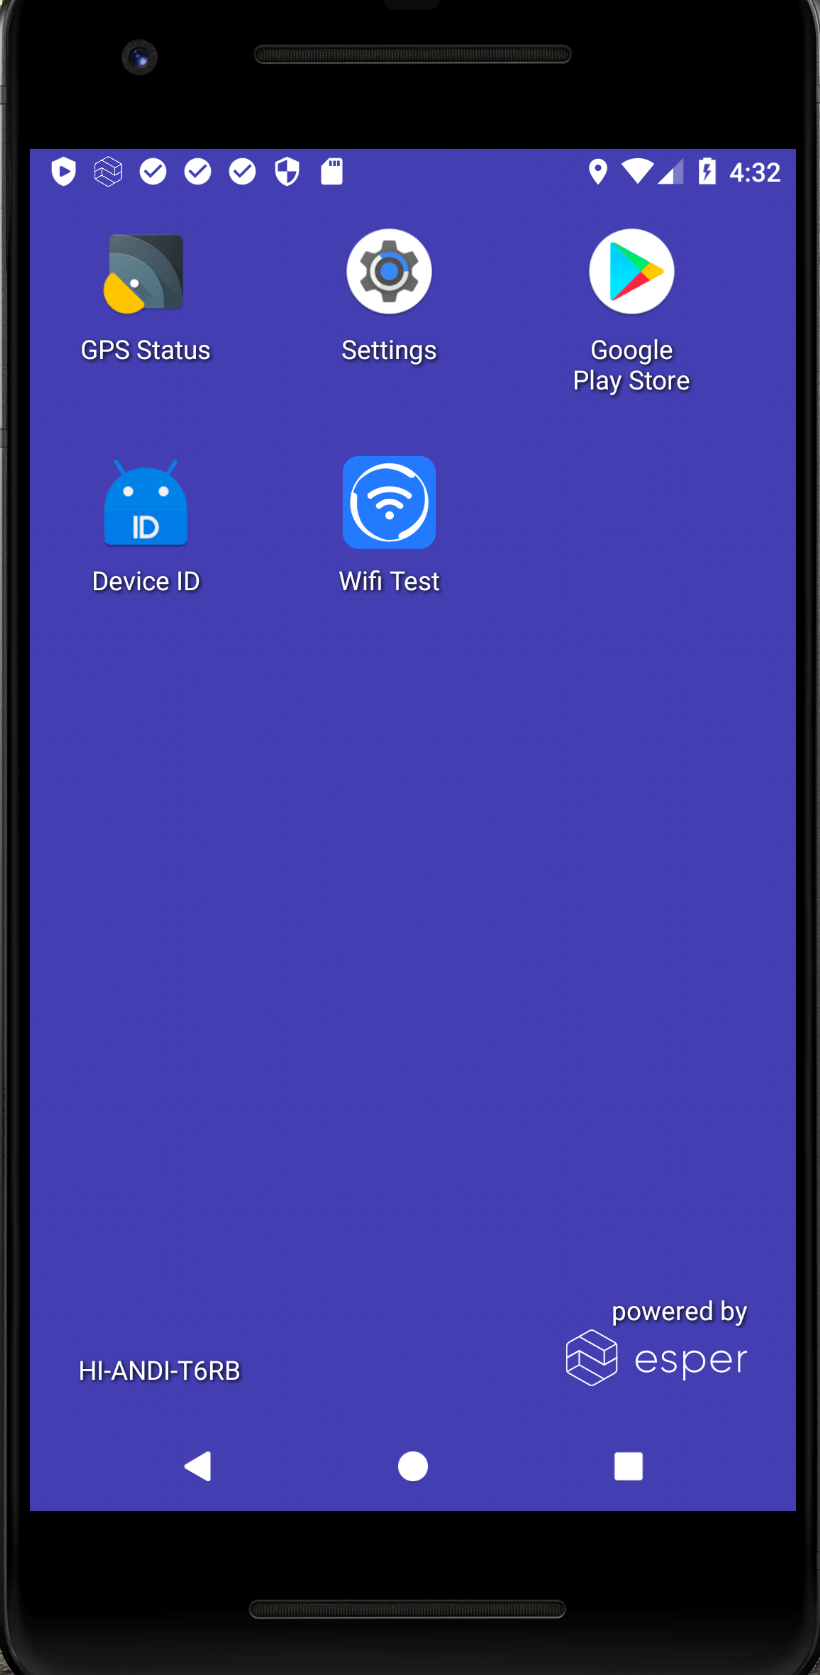 4:32
GPS Status
Settings
Google
Play Store
ID
Device ID
Wifi Test
powered by
esper
HI-ANDI-T6RB